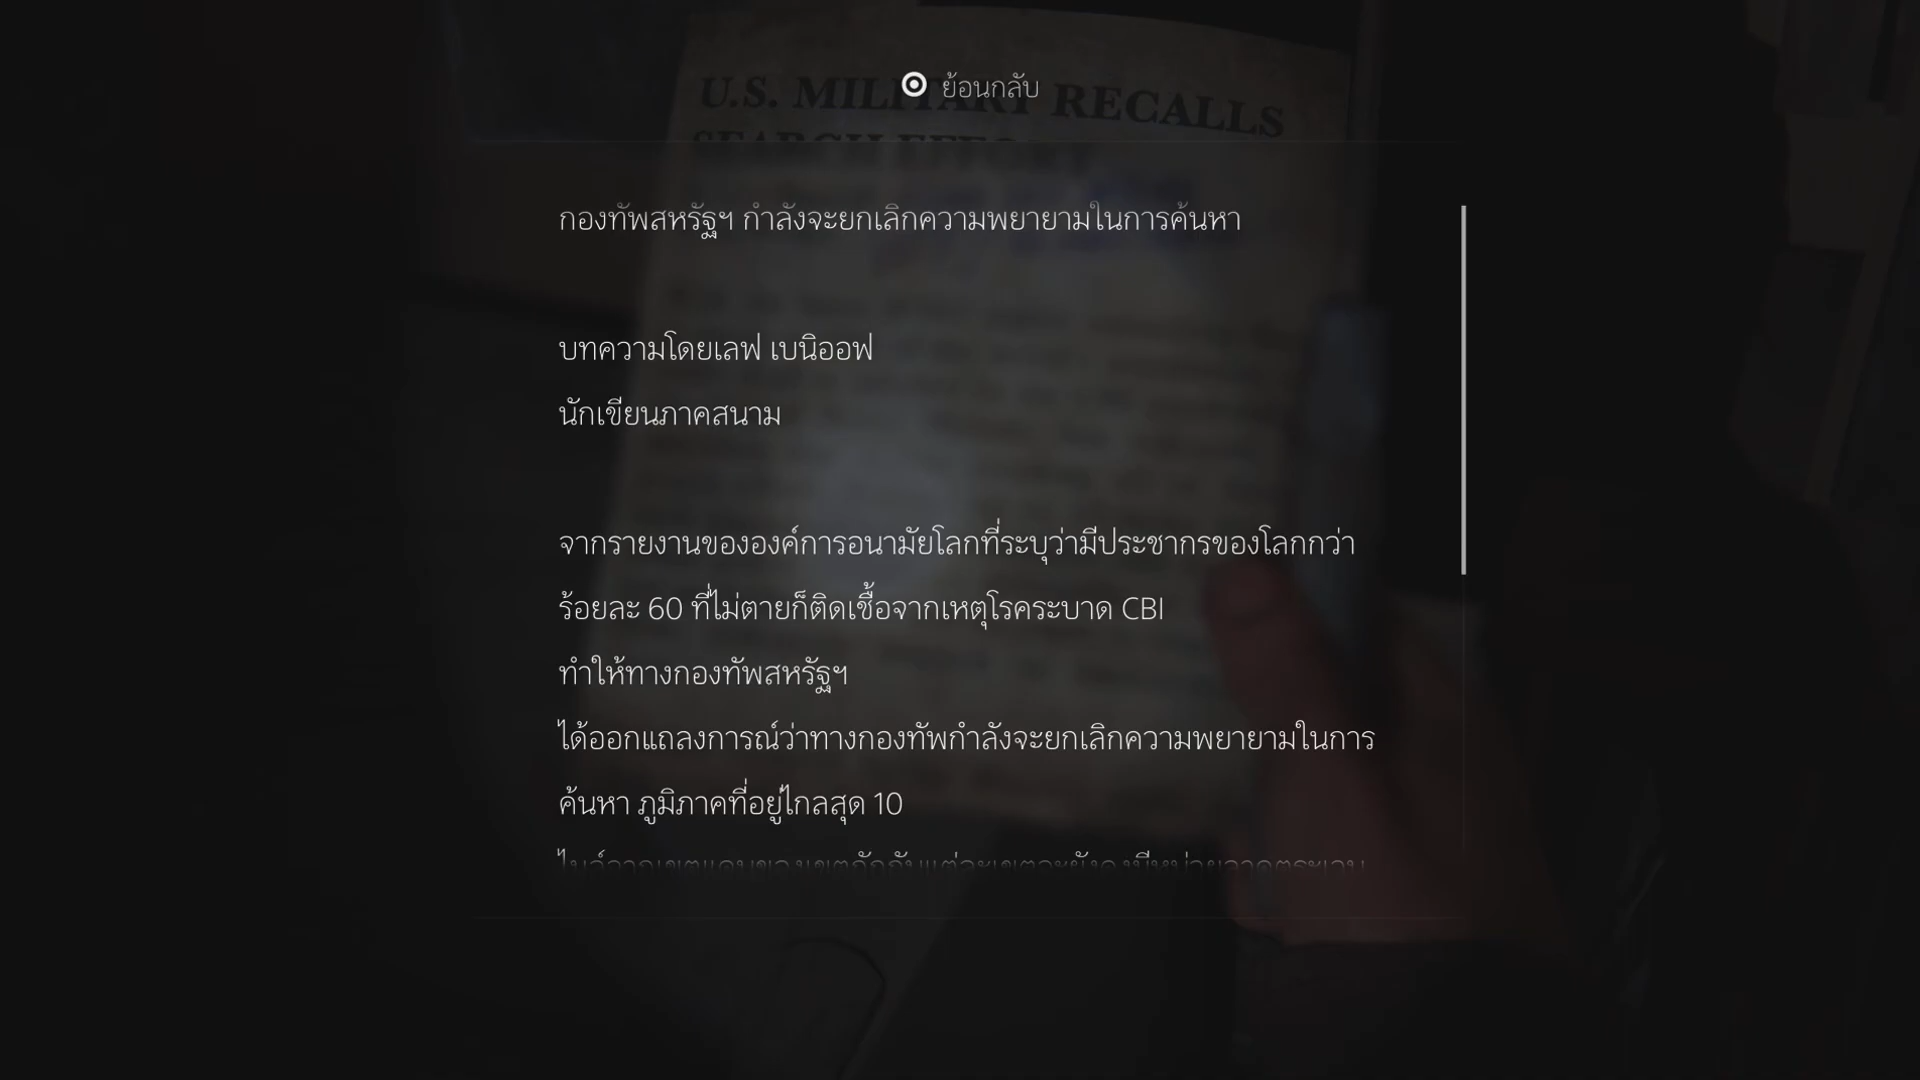 U.S. MILITARY RECALLS
SEARCH EFFORT
ย้อนกลับ
กองทัพสหรัฐฯ กำลังจะยกเลิกความพยายามในการค้นหา
บทความโดยเลฟ เบนิออฟ
นักเขียนภาคสนาม
จากรายงานขององค์การอนามัยโลกที่ระบุว่ามีประชากรของโลกกว่า
ร้อยละ 60 ที่ไม่ตายก็ติดเชื้อจากเหตุโรคระบาด CBI
ทำให้ทางกองทัพสหรัฐฯ
ได้ออกแถลงการณ์ว่าทางกองทัพกำลังจะยกเลิกความพยายามในการ
ค้นหา ภูมิภาคที่อยู่ไกลสุด 10